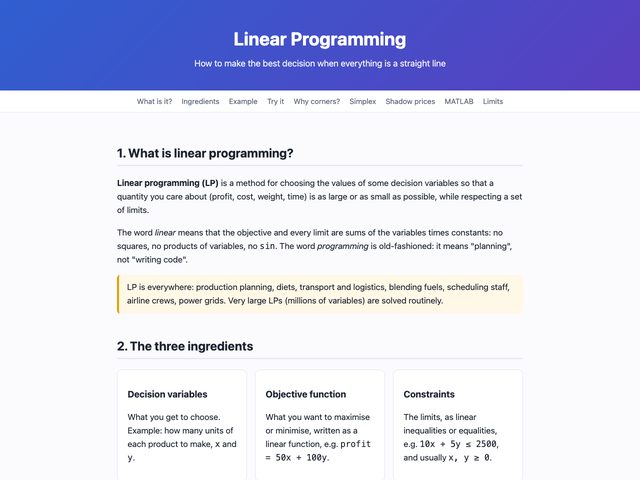 Linear Programming
How to make the best decision when everything is a straight line
What is it? Ingredients Example Try it Why corners? Simplex Shadow prices MATLAB Limits
1. What is linear programming?
Linear programming (LP) is a method for choosing the values of some decision variables so that a
quantity you care about (profit, cost, weight, time) is as large or as small as possible, while respecting a set
of limits.
The word linear means that the objective and every limit are sums of the variables times constants: no
squares, no products of variables, no sin. The word programming is old-fashioned: it means "planning",
not "writing code".
LP is everywhere: production planning, diets, transport and logistics, blending fuels, scheduling staff,
airline crews, power grids. Very large LPs (millions of variables) are solved routinely.
2. The three ingredients
Decision variables
What you get to choose.
Example: how many units of
each product to make, x and
y.
Objective function
What you want to maximise
or minimise, written as a
linear function, e.g. profit
= 50x + 100y.
Constraints
The limits, as linear
inequalities or equalities,
e.g. 10x + 5y ≤ 2500,
and usually x, y ≥ 0.